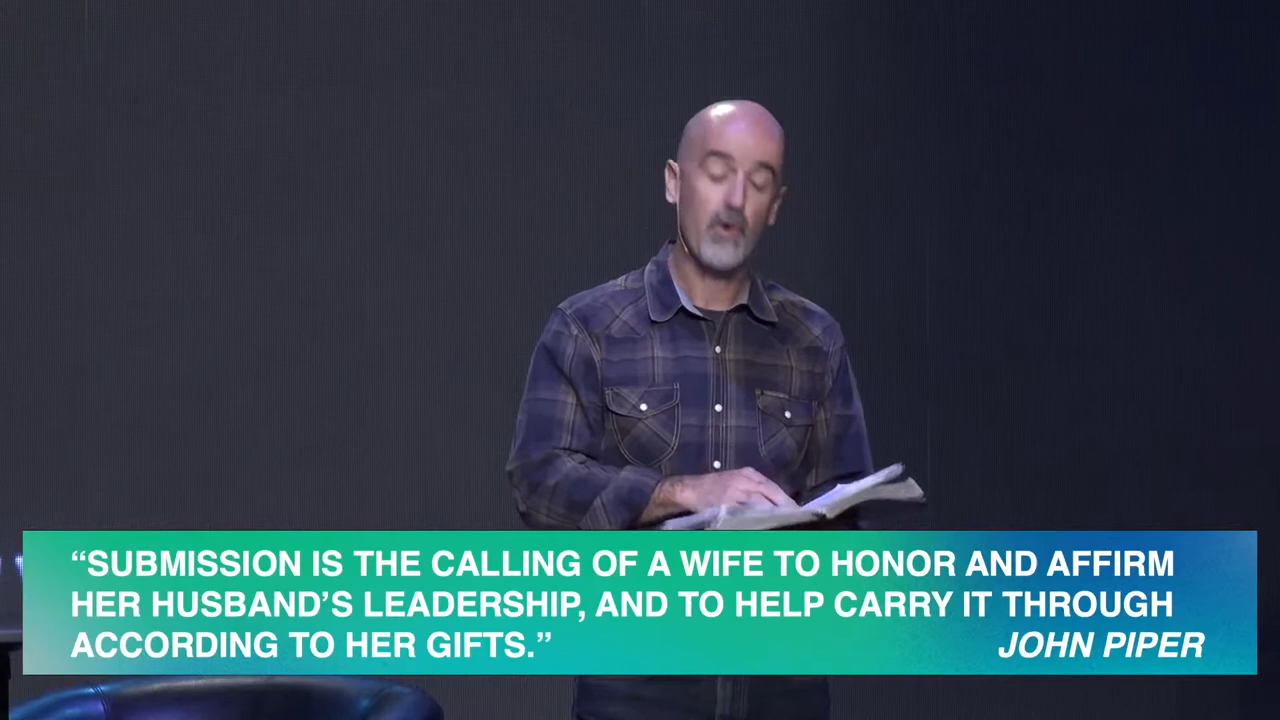 “SUBMISSION IS THE CALLING OF A WIFE TO HONOR AND AFFIRM
HER HUSBAND’S LEADERSHIP, AND TO HELP CARRY IT THROUGH
ACCORDING TO HER GIFTS.” JOHN PIPER